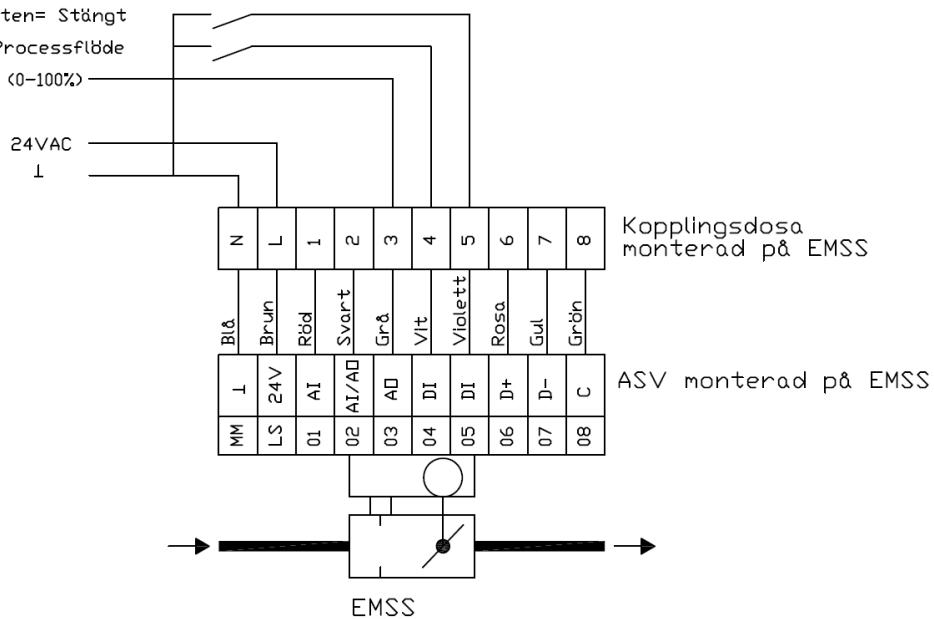 ten= Stängt
Processflöde
(0-100%)
24VAC
⊥
N L 1 2 3 4 5 6 7 8
Kopplingsdosa
monterad på EMSS
Blå Brun Röd Svart Grå Vit Violett Rosa Gul Grön
⊥ 24V AI AI/AO AO DI DI D+ D- C
ASV monterad på EMSS
MM LS 01 02 03 04 05 06 07 08
EMSS